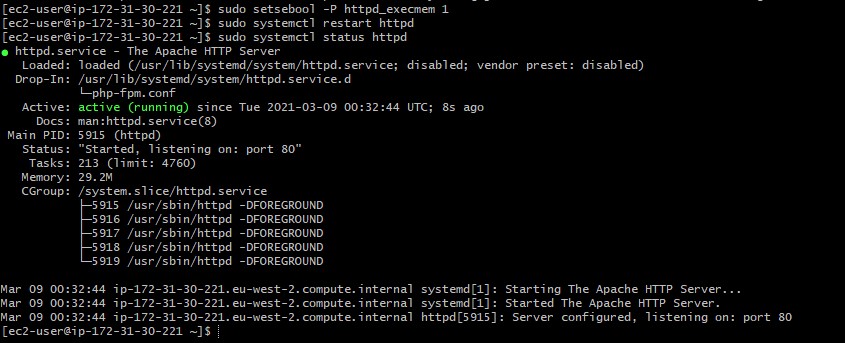 [ec2-user@ip-172-31-30-221 ~]$ sudo setsebool -P httpd_execmem 1
[ec2-user@ip-172-31-30-221 ~]$ sudo systemctl restart httpd
[ec2-user@ip-172-31-30-221 ~]$ sudo systemctl status httpd
● httpd.service - The Apache HTTP Server
   Loaded: loaded (/usr/lib/systemd/system/httpd.service; disabled; vendor preset: disabled)
  Drop-In: /usr/lib/systemd/system/httpd.service.d
           └─php-fpm.conf
   Active: active (running) since Tue 2021-03-09 00:32:44 UTC; 8s ago
     Docs: man:httpd.service(8)
 Main PID: 5915 (httpd)
   Status: "Started, listening on: port 80"
    Tasks: 213 (limit: 4760)
   Memory: 29.2M
   CGroup: /system.slice/httpd.service
           ├─5915 /usr/sbin/httpd -DFOREGROUND
           ├─5916 /usr/sbin/httpd -DFOREGROUND
           ├─5917 /usr/sbin/httpd -DFOREGROUND
           ├─5918 /usr/sbin/httpd -DFOREGROUND
           └─5919 /usr/sbin/httpd -DFOREGROUND
Mar 09 00:32:44 ip-172-31-30-221.eu-west-2.compute.internal systemd[1]: Starting The Apache HTTP Server...
Mar 09 00:32:44 ip-172-31-30-221.eu-west-2.compute.internal systemd[1]: Started The Apache HTTP Server.
Mar 09 00:32:44 ip-172-31-30-221.eu-west-2.compute.internal httpd[5915]: Server configured, listening on: port 80
[ec2-user@ip-172-31-30-221 ~]$